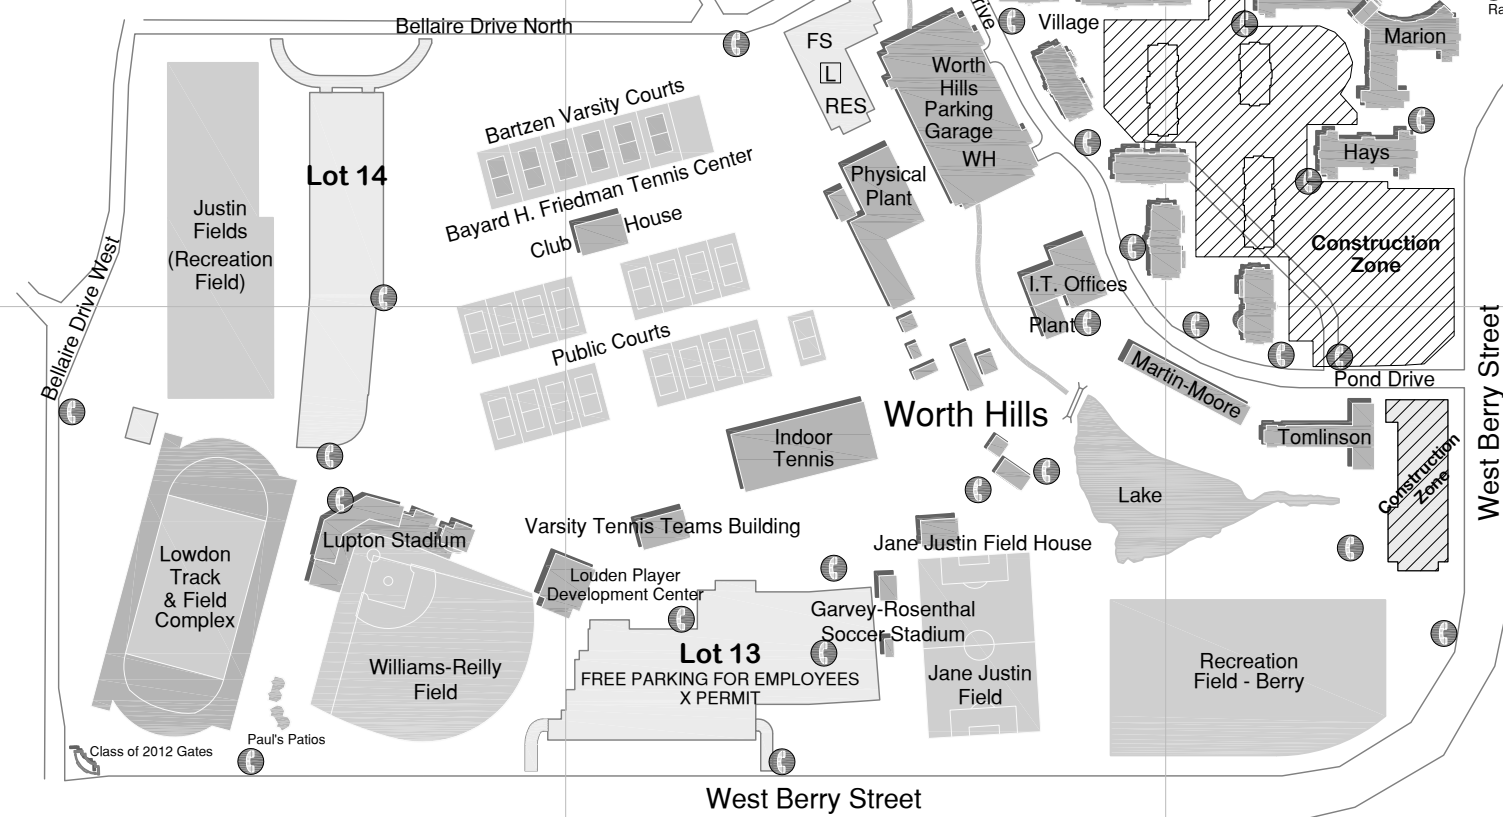 Bellaire Drive North
rive
Village
Ra
Marion
FS
L
RES
Worth
Hills
Parking
Garage
WH
Bartzen Varsity Courts
Lot 14
Hays
Physical
Plant
Bayard H. Friedman Tennis Center
Justin
Fields
(Recreation
Field)
Club
House
Construction
Zone
Bellaire Drive West
I.T. Offices
Plant
Public Courts
West Berry Street
Martin-Moore
Pond Drive
Worth Hills
Indoor
Tennis
Tomlinson
Construction
Zone
Lake
Varsity Tennis Teams Building
Lupton Stadium
Jane Justin Field House
Lowdon
Track
& Field
Complex
Louden Player
Development Center
Garvey-Rosenthal
Soccer Stadium
Lot 13
FREE PARKING FOR EMPLOYEES
X PERMIT
Williams-Reilly
Field
Jane Justin
Field
Recreation
Field - Berry
Paul's Patios
Class of 2012 Gates
West Berry Street